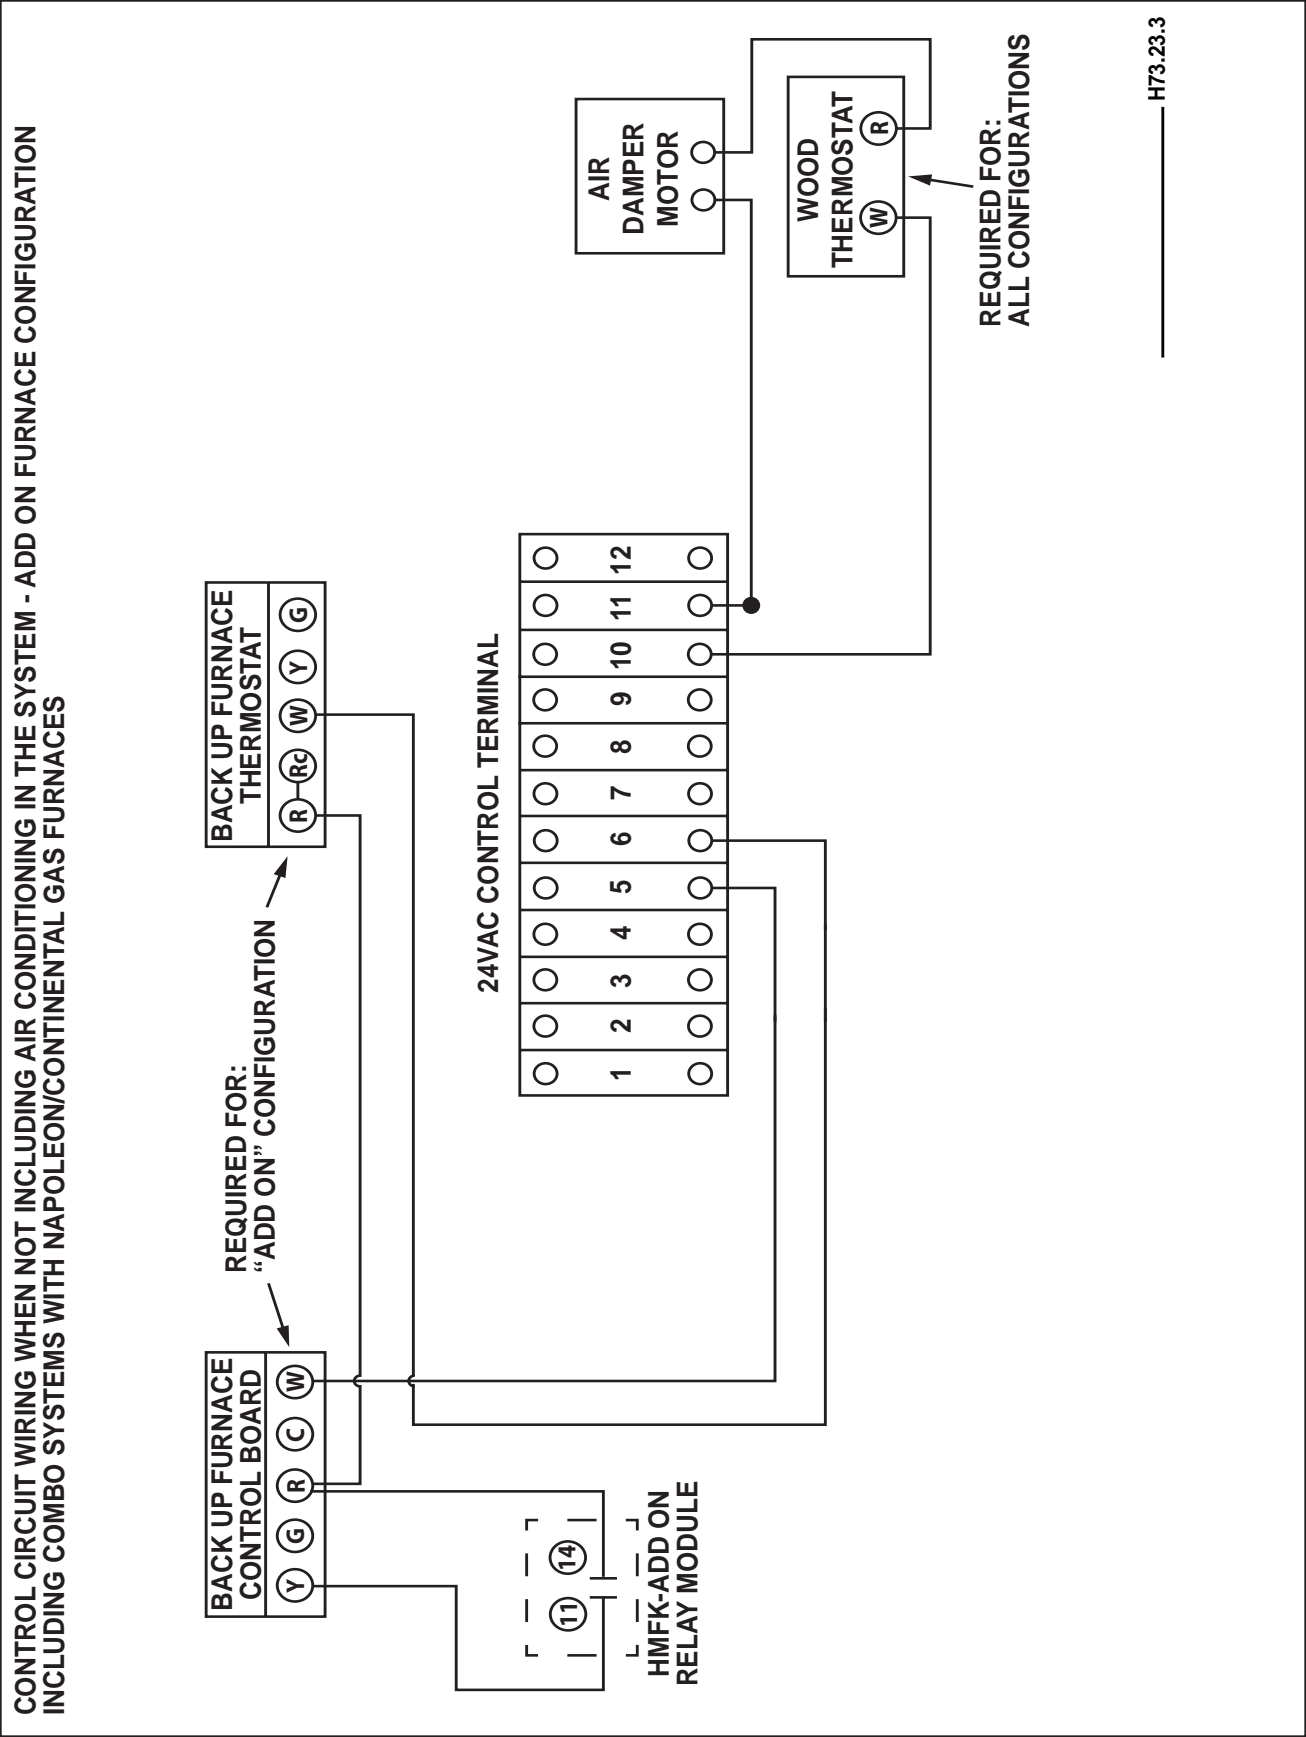 CONTROL CIRCUIT WIRING WHEN NOT INCLUDING AIR CONDITIONING IN THE SYSTEM - ADD ON FURNACE CONFIGURATION
INCLUDING COMBO SYSTEMS WITH NAPOLEON/CONTINENTAL GAS FURNACES
BACK UP FURNACE
CONTROL BOARD
Y G R C W
REQUIRED FOR:
“ADD ON” CONFIGURATION
BACK UP FURNACE
THERMOSTAT
R Rc W Y G
11 14
HMFK-ADD ON
RELAY MODULE
24VAC CONTROL TERMINAL
1 2 3 4 5 6 7 8 9 10 11 12
AIR
DAMPER
MOTOR
WOOD
THERMOSTAT
W R
REQUIRED FOR:
ALL CONFIGURATIONS
H73.23.3